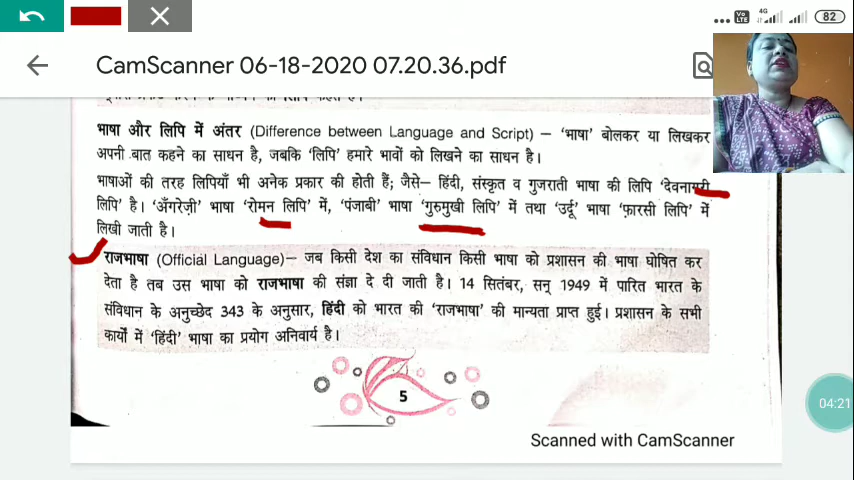 4G
VoLTE
82
CamScanner 06-18-2020 07.20.36.pdf
भाषा और लिपि में अंतर (Difference between Language and Script) – 'भाषा' बोलकर या लिखकर
अपनी बात कहने का साधन है, जबकि 'लिपि' हमारे भावों को लिखने का साधन है।
भाषाओं की तरह लिपियाँ भी अनेक प्रकार की होती हैं; जैसे– हिंदी, संस्कृत व गुजराती भाषा की लिपि 'देवनागरी
लिपि' है। 'अँगरेज़ी' भाषा 'रोमन लिपि' में, 'पंजाबी' भाषा 'गुरुमुखी लिपि' में तथा 'उर्दू' भाषा 'फ़ारसी लिपि' में
लिखी जाती है।
राजभाषा (Official Language)– जब किसी देश का संविधान किसी भाषा को प्रशासन की भाषा घोषित कर
देता है तब उस भाषा को राजभाषा की संज्ञा दे दी जाती है। 14 सितंबर, सन् 1949 में पारित भारत के
संविधान के अनुच्छेद 343 के अनुसार, हिंदी को भारत की 'राजभाषा' की मान्यता प्राप्त हुई। प्रशासन के सभी
कार्यों में 'हिंदी' भाषा का प्रयोग अनिवार्य है।
5
04:21
Scanned with CamScanner